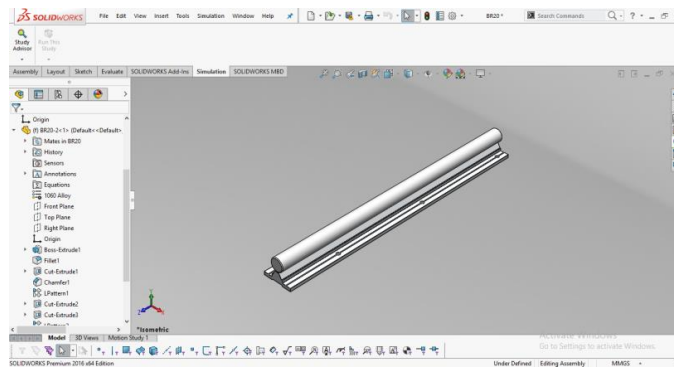 SOLIDWORKS File Edit View Insert Tools Simulation Window Help BR20 * Search Commands
Study Advisor
Run This Study
Assembly Layout Sketch Evaluate SOLIDWORKS Add-Ins Simulation SOLIDWORKS MBD
Origin
(f) BR20-2<1> (Default<<Default>
Mates in BR20
History
Sensors
Annotations
Equations
1060 Alloy
Front Plane
Top Plane
Right Plane
Origin
Boss-Extrude1
Fillet1
Cut-Extrude1
Chamfer1
LPattern1
Cut-Extrude2
Cut-Extrude3
*Isometric
Model 3D Views Motion Study 1
Activate Windows
Go to Settings to activate Windows.
SOLIDWORKS Premium 2016 x64 Edition Under Defined Editing Assembly MMGS